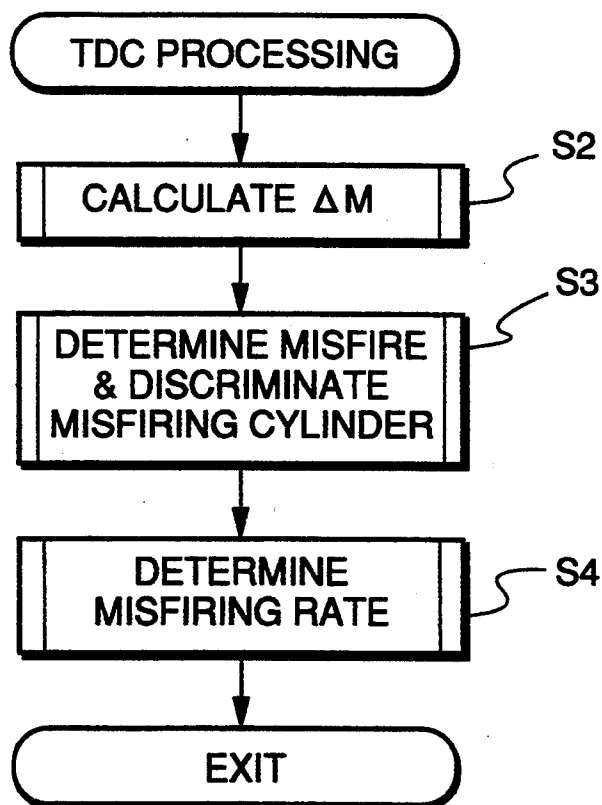 TDC PROCESSING
S2
CALCULATE ΔM
S3
DETERMINE MISFIRE
& DISCRIMINATE
MISFIRING CYLINDER
DETERMINE
MISFIRING RATE
S4
EXIT